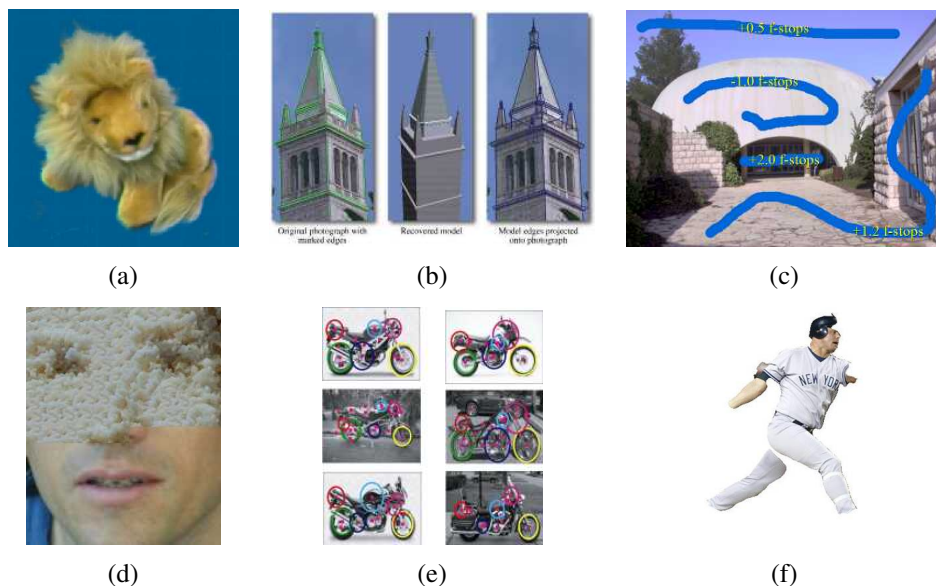 Original photograph with
marked edges
Recovered model
Model edges projected
onto photograph
+0.5 f-stops
-1.0 f-stops
+2.0 f-stops
+1.2 f-stops
(a)
(b)
(c)
NEW YORK
(d)
(e)
(f)